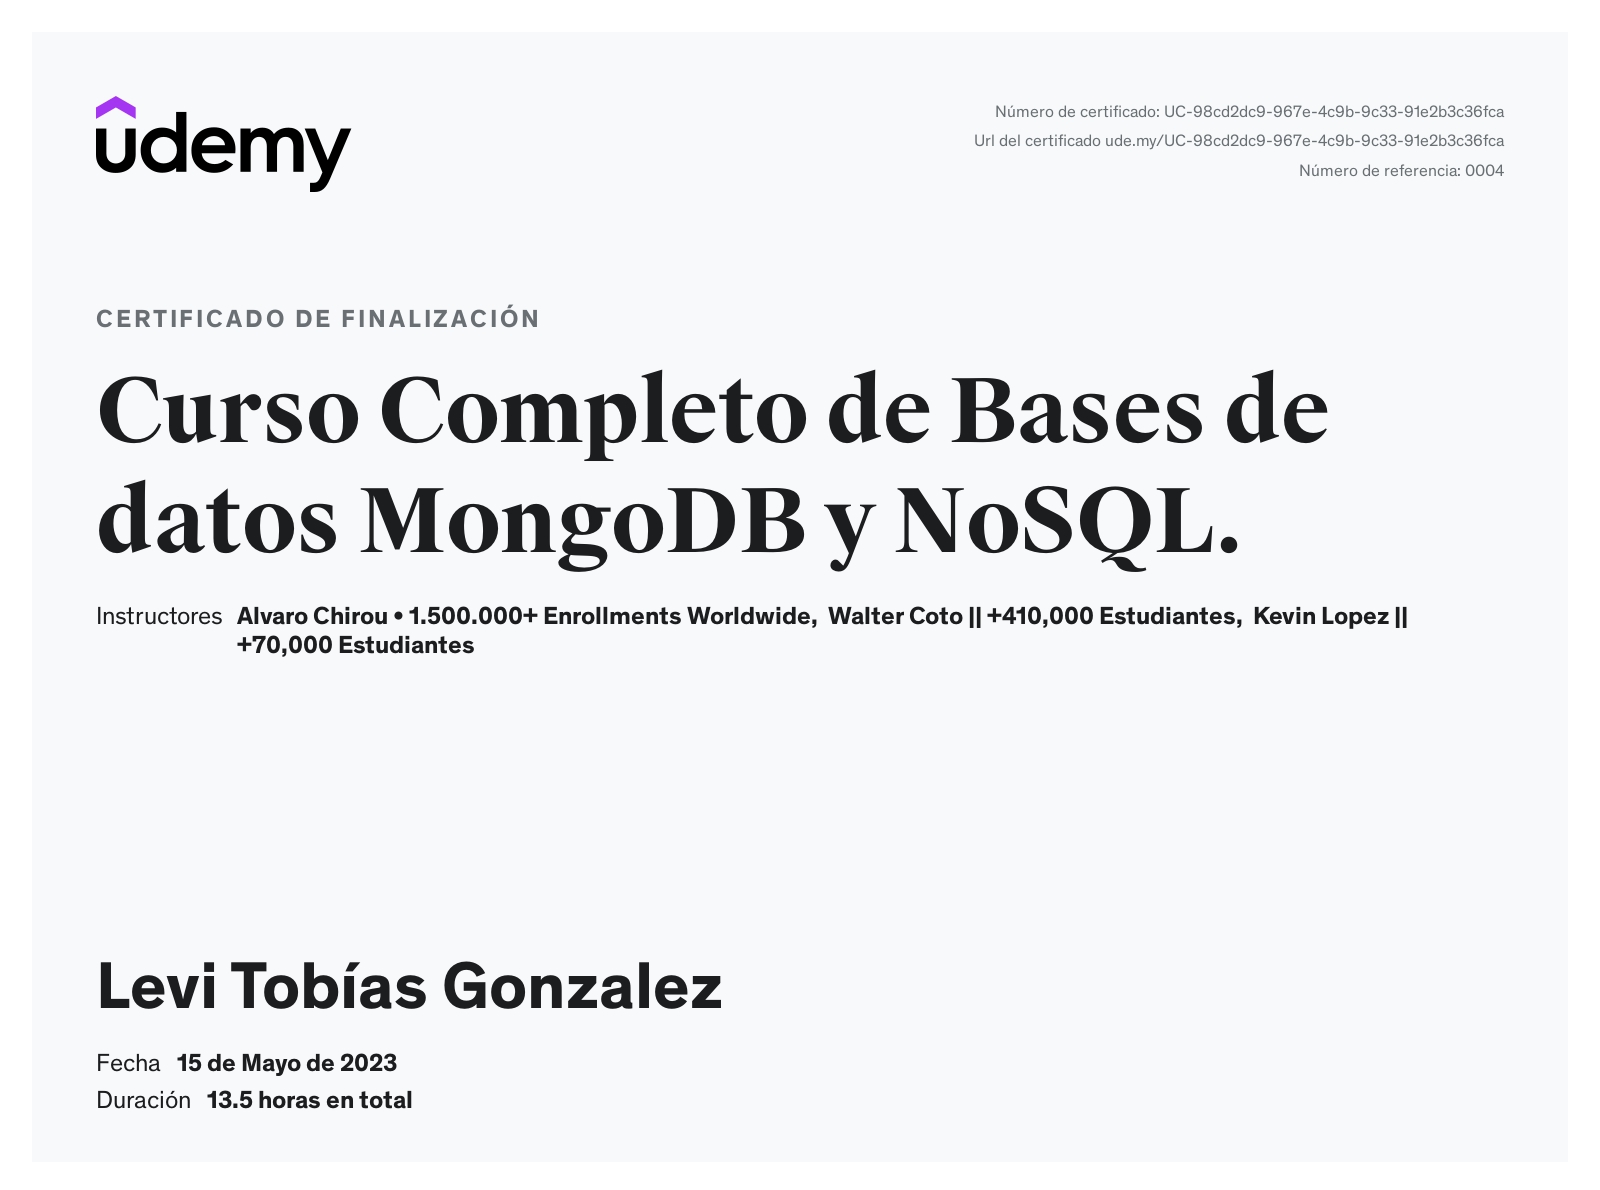 udemy
Número de certificado: UC-98cd2dc9-967e-4c9b-9c33-91e2b3c36fca
Url del certificado ude.my/UC-98cd2dc9-967e-4c9b-9c33-91e2b3c36fca
Número de referencia: 0004
CERTIFICADO DE FINALIZACIÓN
Curso Completo de Bases de
datos MongoDB y NoSQL.
Instructores Alvaro Chirou • 1.500.000+ Enrollments Worldwide, Walter Coto || +410,000 Estudiantes, Kevin Lopez ||
+70,000 Estudiantes
Levi Tobías Gonzalez
Fecha 15 de Mayo de 2023
Duración 13.5 horas en total